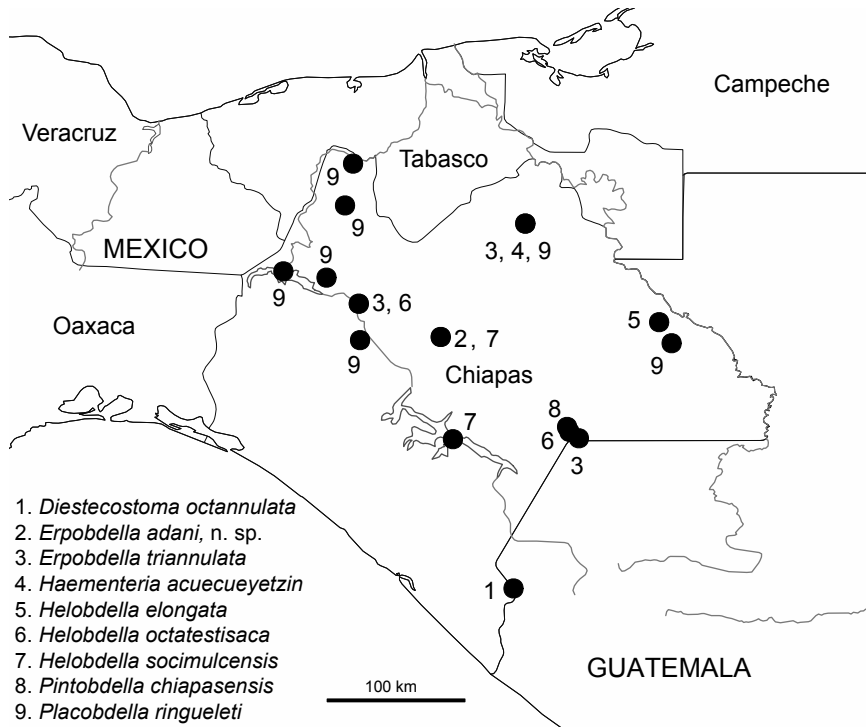 Campeche
Veracruz
Tabasco
9
9
3, 4, 9
MEXICO
9
9
3, 6
5
Oaxaca
9
2, 7
9
Chiapas
8
7
6
3
1. Diestecostoma octannulata
2. Erpobdella adani, n. sp.
3. Erpobdella triannulata
4. Haementeria acuecueyetzin
5. Helobdella elongata
6. Helobdella octatestisaca
7. Helobdella socimulcensis
8. Pintobdella chiapasensis
9. Placobdella ringueleti
1
GUATEMALA
100 km